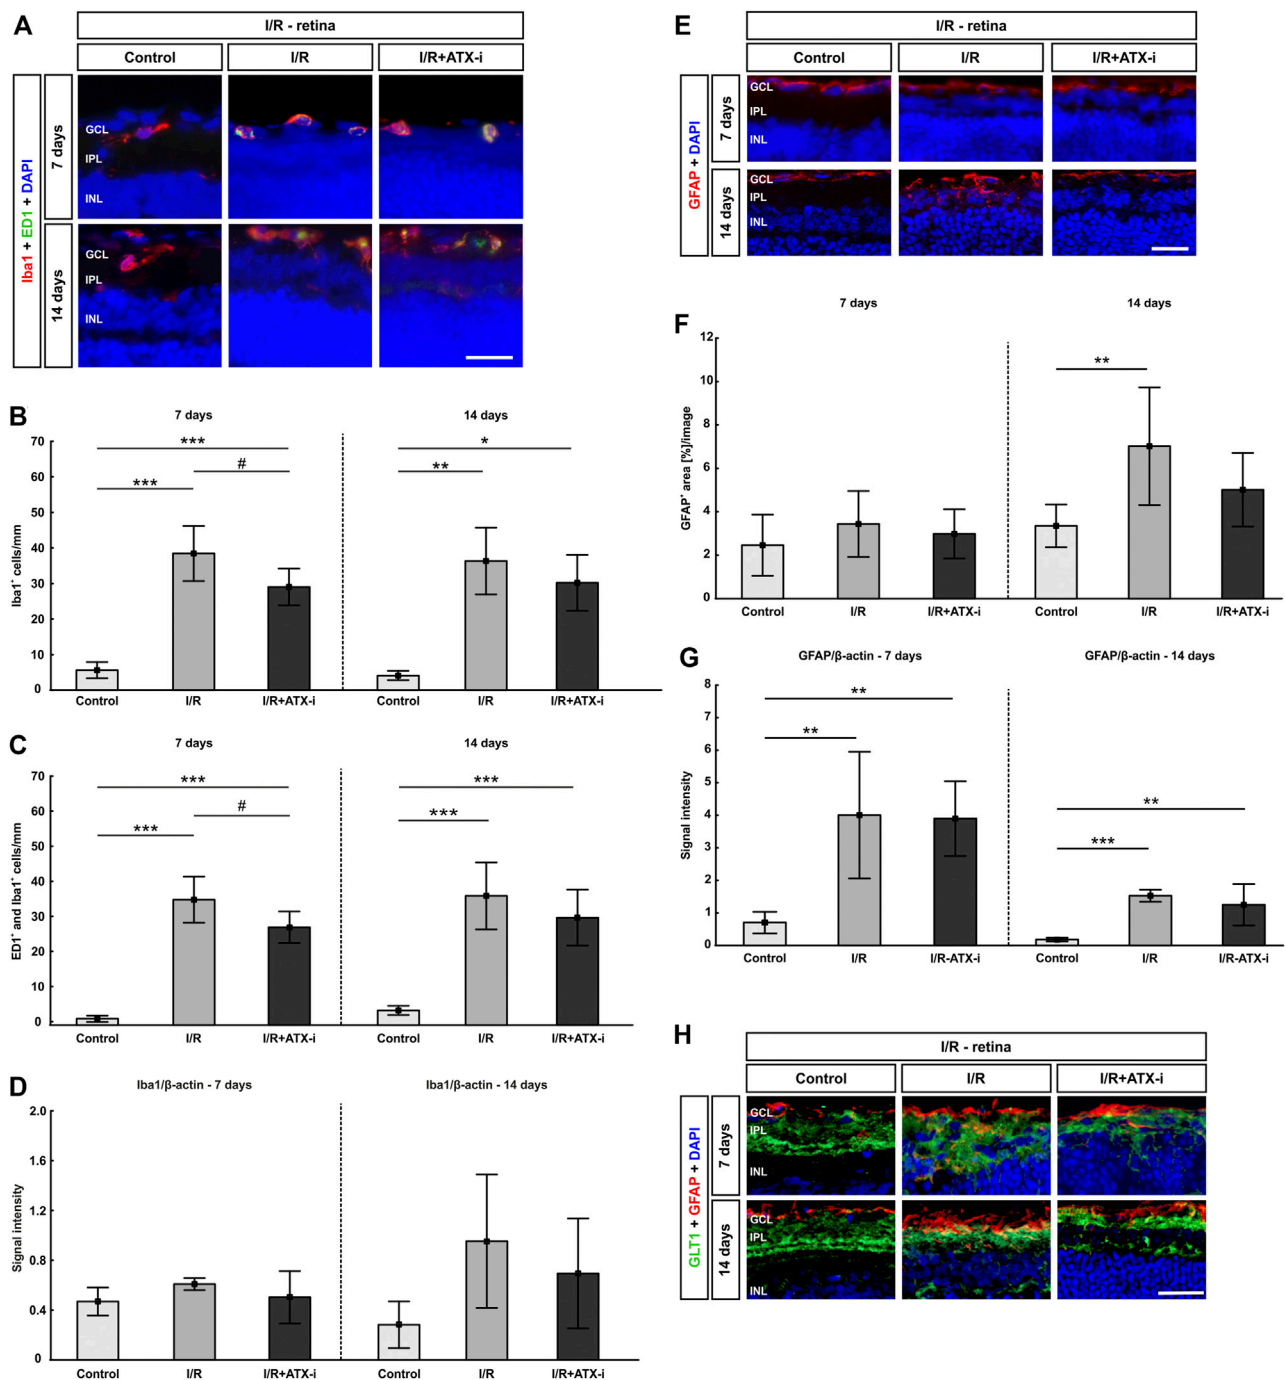 A
I/R - retina
Control
I/R
I/R+ATX-i
Iba1 + ED1 + DAPI
7 days
GCL
IPL
INL
14 days
GCL
IPL
INL
B
7 days
14 days
Iba1⁺ cells/mm
70
60
50
40
30
20
10
0
***
#
***
*
**
Control
I/R
I/R+ATX-i
Control
I/R
I/R+ATX-i
C
7 days
14 days
ED1⁺ and Iba1⁺ cells/mm
70
60
50
40
30
20
10
0
***
#
***
***
***
Control
I/R
I/R+ATX-i
Control
I/R
I/R+ATX-i
D
Iba1/β-actin - 7 days
Iba1/β-actin - 14 days
Signal intensity
2.0
1.6
1.2
0.8
0.4
0
Control
I/R
I/R+ATX-i
Control
I/R
I/R+ATX-i
E
I/R - retina
Control
I/R
I/R+ATX-i
GFAP + DAPI
7 days
GCL
IPL
INL
14 days
GCL
IPL
INL
F
7 days
14 days
GFAP⁺ area [%]/image
12
10
8
6
4
2
0
**
Control
I/R
I/R+ATX-i
Control
I/R
I/R+ATX-i
G
GFAP/β-actin - 7 days
GFAP/β-actin - 14 days
Signal intensity
8
7
6
5
4
3
2
1
0
**
**
**
***
Control
I/R
I/R-ATX-i
Control
I/R
I/R-ATX-i
H
I/R - retina
Control
I/R
I/R+ATX-i
GLT1 + GFAP + DAPI
7 days
GCL
IPL
INL
14 days
GCL
IPL
INL